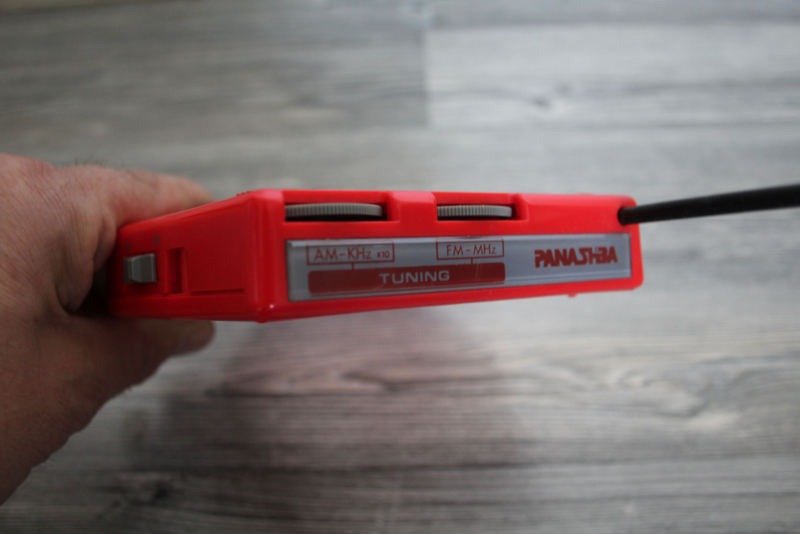 AM-KHz x10
FM-MHz
PANASHBA
TUNING